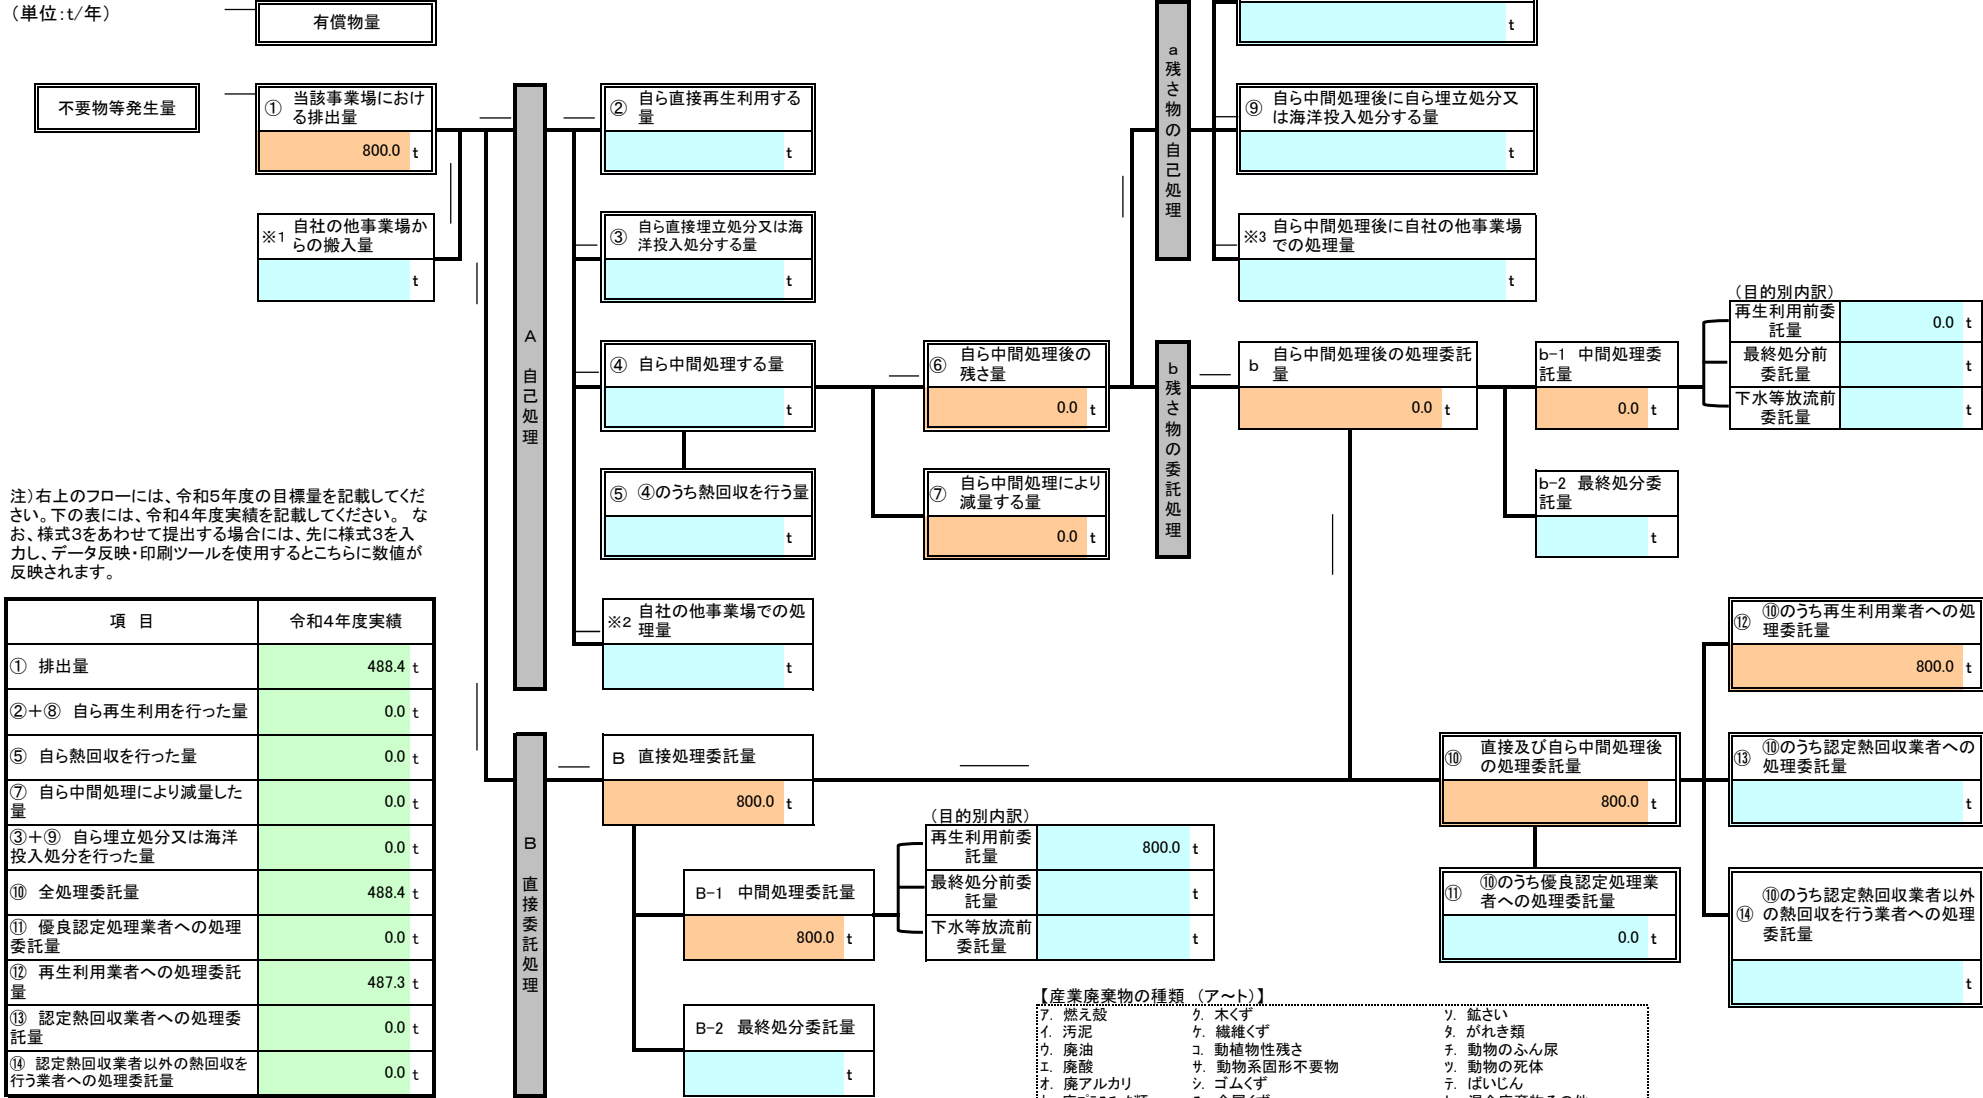 （単位：t/年）
有償物量
不要物等発生量
① 当該事業場におけ
る排出量
800.0 t
※1 自社の他事業場か
らの搬入量
t
A 自己処理
② 自ら直接再生利用する
量
t
③ 自ら直接埋立処分又は海
洋投入処分する量
t
④ 自ら中間処理する量
t
⑤ ④のうち熱回収を行う量
t
※2 自社の他事業場での処
理量
t
⑥ 自ら中間処理後の
残さ量
0.0 t
⑦ 自ら中間処理により
減量する量
0.0 t
a 残さ物の自己処理
t
⑨ 自ら中間処理後に自ら埋立処分又
は海洋投入処分する量
t
※3 自ら中間処理後に自社の他事業場
での処理量
t
b 残さ物の委託処理
b 自ら中間処理後の処理委託
量
0.0 t
b-1 中間処理委
託量
0.0 t
b-2 最終処分委
託量
t
（目的別内訳）
再生利用前委
託量
0.0 t
最終処分前
委託量
t
下水等放流前
委託量
t
注）右上のフローには、令和5年度の目標量を記載してくだ
さい。下の表には、令和4年度実績を記載してください。 な
お、様式3をあわせて提出する場合には、先に様式3を入
力し、データ反映・印刷ツールを使用するとこちらに数値が
反映されます。
項 目 令和4年度実績
① 排出量 488.4 t
②＋⑧ 自ら再生利用を行った量 0.0 t
⑤ 自ら熱回収を行った量 0.0 t
⑦ 自ら中間処理により減量した
量 0.0 t
③＋⑨ 自ら埋立処分又は海洋
投入処分を行った量 0.0 t
⑩ 全処理委託量 488.4 t
⑪ 優良認定処理業者への処理
委託量 0.0 t
⑫ 再生利用業者への処理委託
量 487.3 t
⑬ 認定熱回収業者への処理委
託量 0.0 t
⑭ 認定熱回収業者以外の熱回収を
行う業者への処理委託量 0.0 t
B 直接委託処理
B 直接処理委託量
800.0 t
B-1 中間処理委託量
800.0 t
B-2 最終処分委託量
t
（目的別内訳）
再生利用前委
託量
800.0 t
最終処分前委
託量
t
下水等放流前
委託量
t
⑩ 直接及び自ら中間処理後
の処理委託量
800.0 t
⑪ ⑩のうち優良認定処理業
者への処理委託量
0.0 t
⑫ ⑩のうち再生利用業者への処
理委託量
800.0 t
⑬ ⑩のうち認定熱回収業者への
処理委託量
t
⑭ ⑩のうち認定熱回収業者以外
の熱回収を行う業者への処理
委託量
t
【産業廃棄物の種類 （ア～ト）】
ア. 燃え殻 ク. 木くず ソ. 鉱さい
イ. 汚泥 ケ. 繊維くず タ. がれき類
ウ. 廃油 コ. 動植物性残さ チ. 動物のふん尿
エ. 廃酸 サ. 動物系固形不要物 ツ. 動物の死体
オ. 廃アルカリ シ. ゴムくず テ. ばいじん